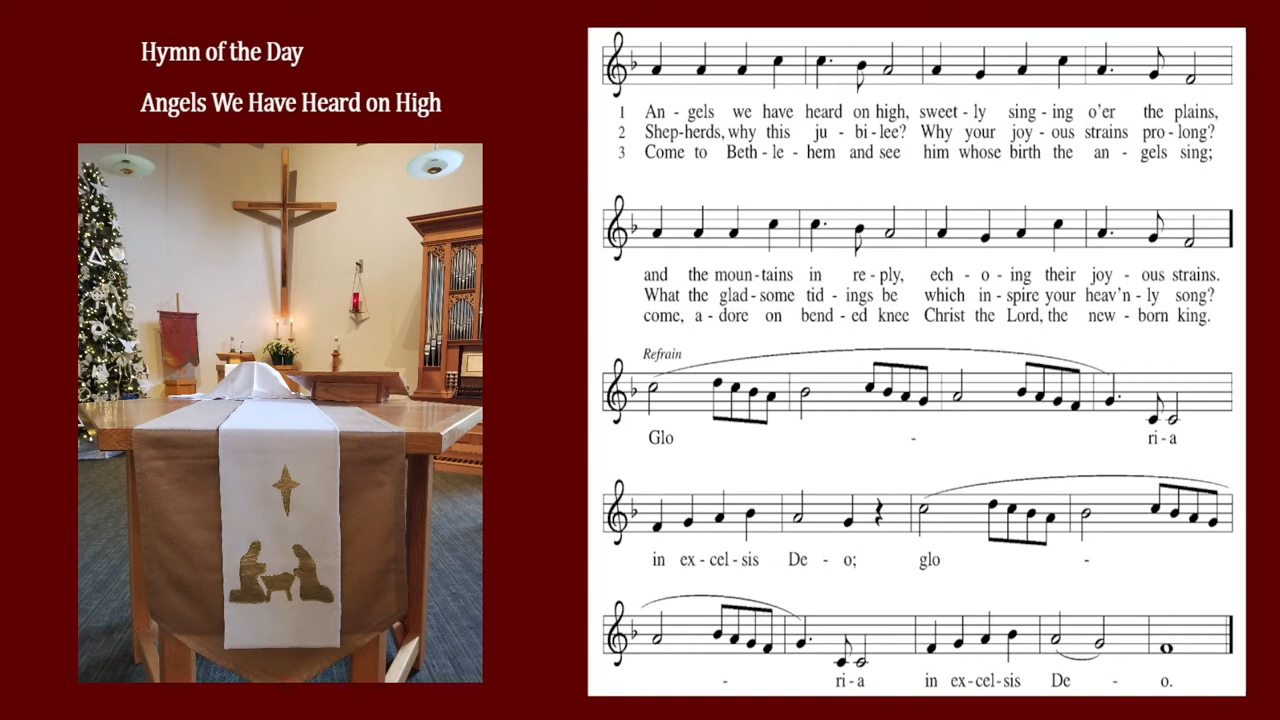 Hymn of the Day
Angels We Have Heard on High
1 An - gels we have heard on high, sweet - ly sing - ing o'er the plains,
2 Shep-herds, why this ju - bi - lee? Why your joy - ous strains pro - long?
3 Come to Beth - le - hem and see him whose birth the an - gels sing;
and the moun - tains in re - ply, ech - o - ing their joy - ous strains.
What the glad - some tid - ings be which in - spire your heav'n - ly song?
come, a - dore on bend - ed knee Christ the Lord, the new - born king.
Refrain
Glo - ri - a
in ex - cel - sis De - o; glo -
- ri - a in ex - cel - sis De - o.